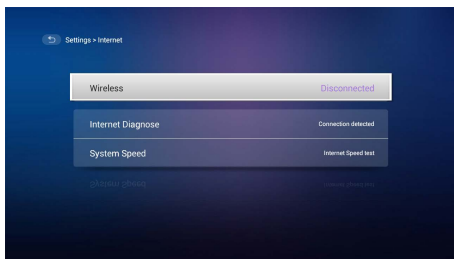 Settings > Internet
Wireless Disconnected
Internet Diagnose Connection detected
System Speed Internet Speed test